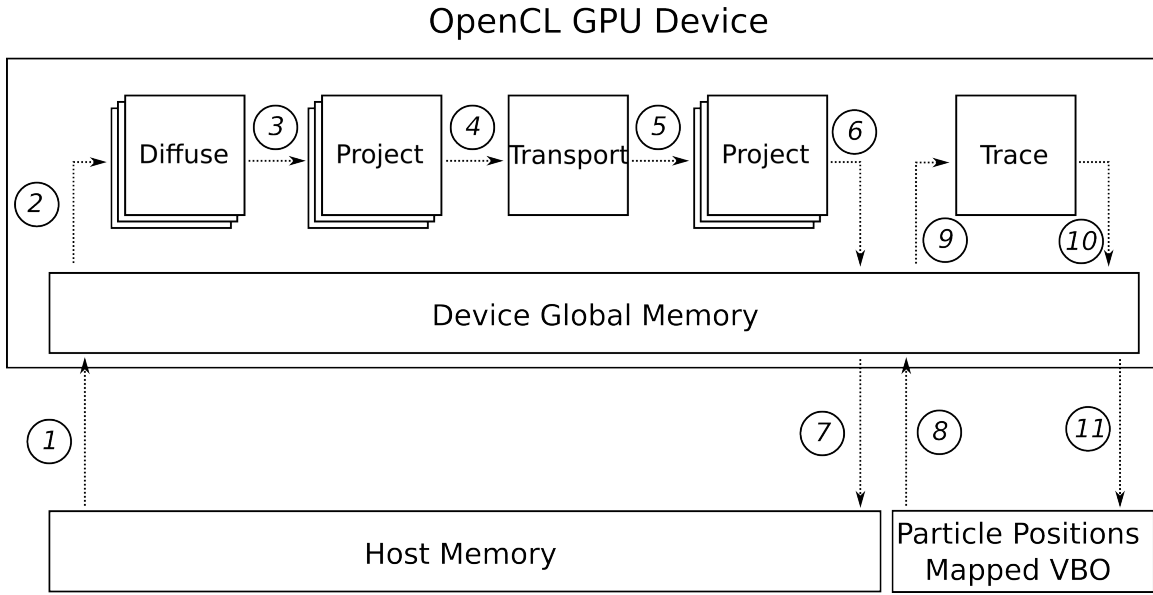 OpenCL GPU Device
3
4
5
6
Diffuse
Project
Transport
Project
Trace
2
9
10
Device Global Memory
1
7
8
11
Host Memory
Particle Positions
Mapped VBO